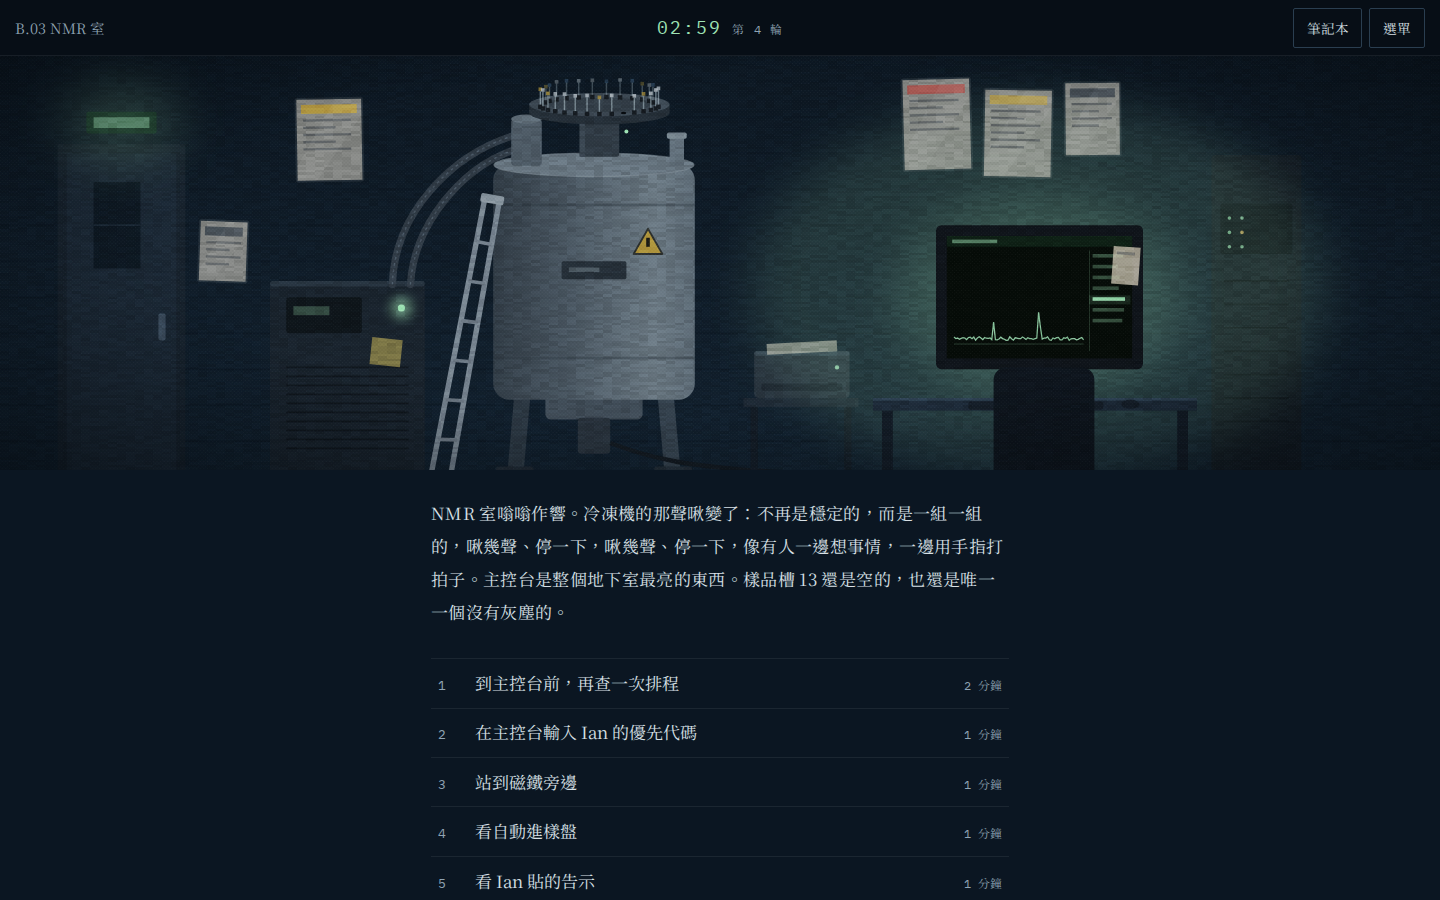 B.03 NMR 室
02:59 第 4 輪
筆記本
選單
NMR 室嗡嗡作響。冷凍機的那聲啾變了：不再是穩定的，而是一組一組
的，啾幾聲、停一下，啾幾聲、停一下，像有人一邊想事情，一邊用手指打
拍子。主控台是整個地下室最亮的東西。樣品槽 13 還是空的，也還是唯一
一個沒有灰塵的。
1 到主控台前，再查一次排程 2 分鐘
2 在主控台輸入 Ian 的優先代碼 1 分鐘
3 站到磁鐵旁邊 1 分鐘
4 看自動進樣盤 1 分鐘
5 看 Ian 貼的告示 1 分鐘